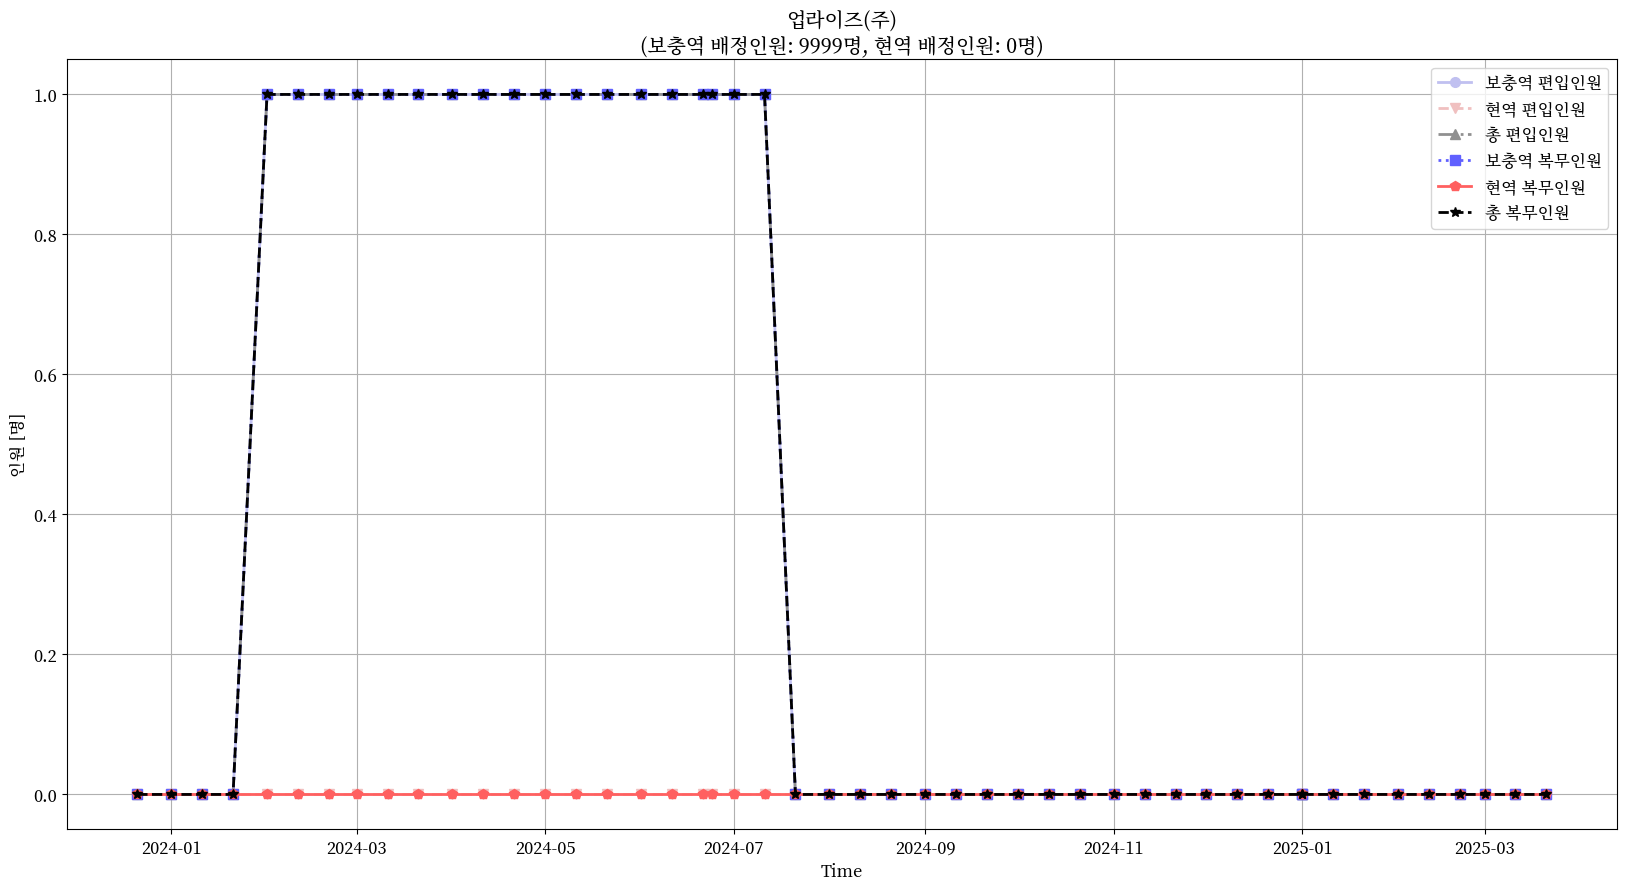 업라이즈(주)
(보충역 배정인원: 9999명, 현역 배정인원: 0명)
보충역 편입인원
현역 편입인원
총 편입인원
보충역 복무인원
현역 복무인원
총 복무인원
인원 [명]
1.0
0.8
0.6
0.4
0.2
0.0
2024-01
2024-03
2024-05
2024-07
2024-09
2024-11
2025-01
2025-03
Time